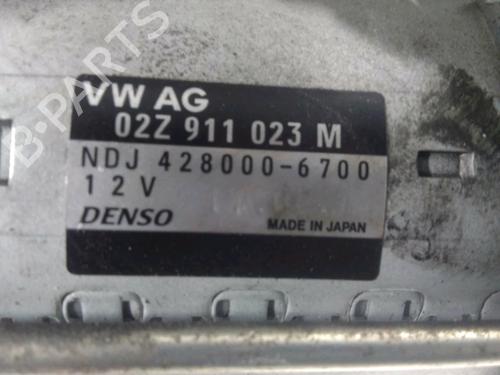 VW AG
02Z 911 023 M
NDJ 428000-6700
12V
DENSO
MADE IN JAPAN
B-PARTS